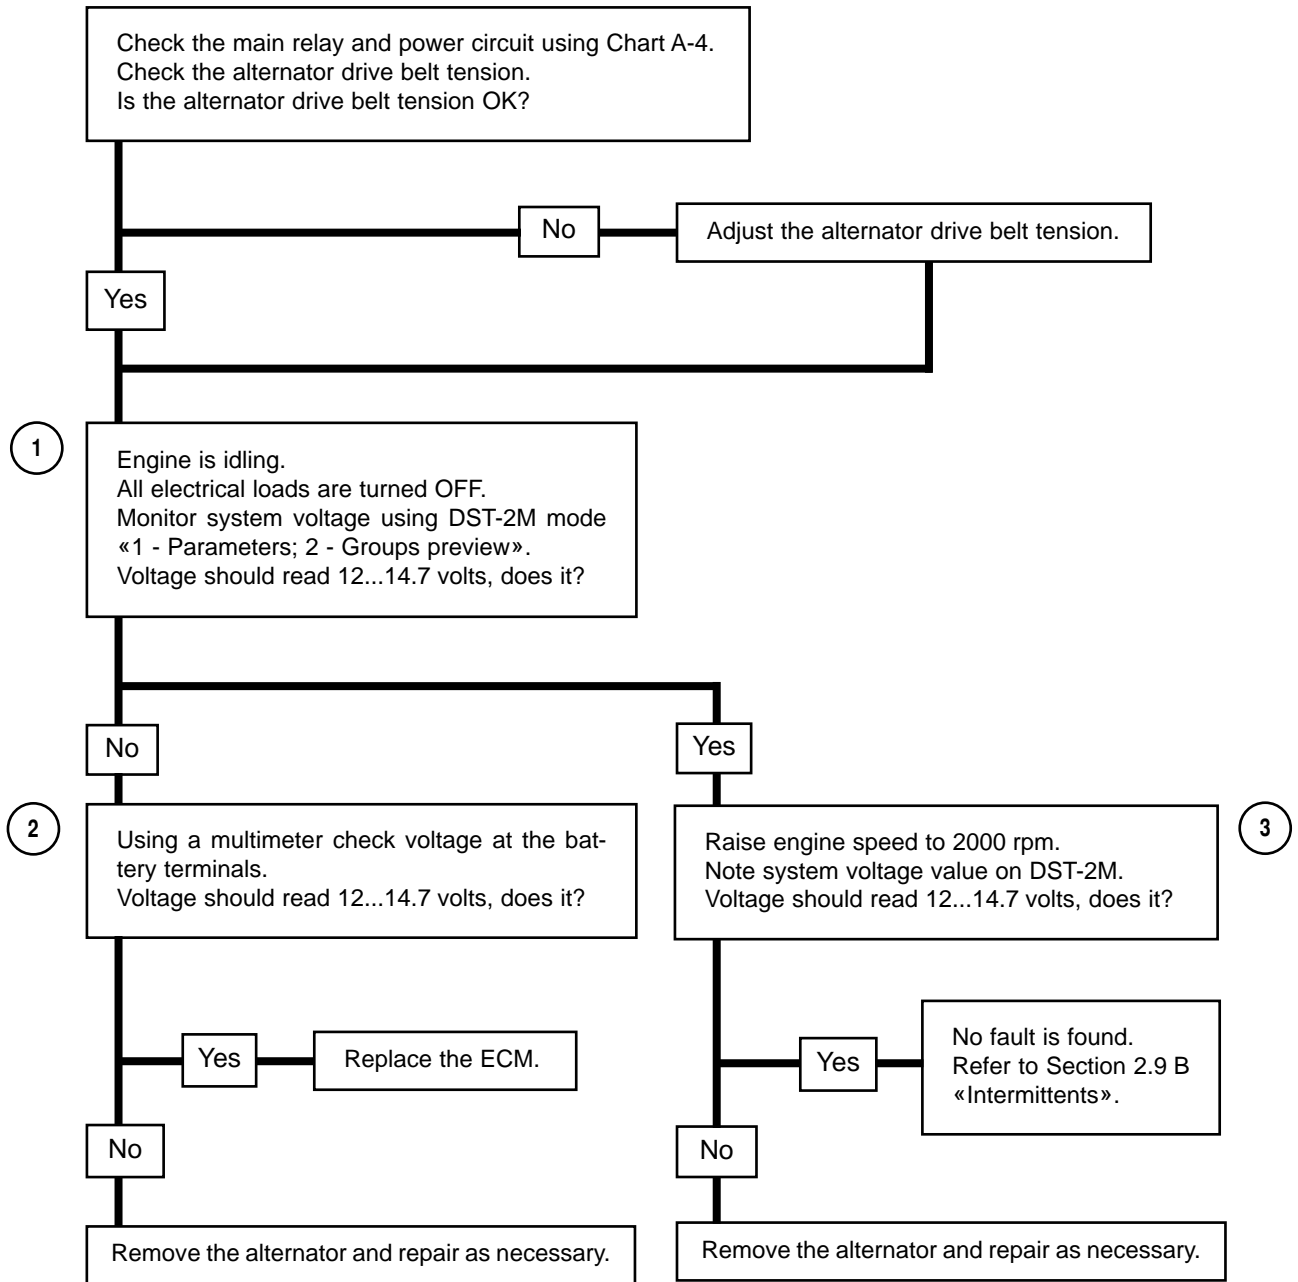 Check the main relay and power circuit using Chart A-4.
Check the alternator drive belt tension.
Is the alternator drive belt tension OK?
No
Adjust the alternator drive belt tension.
Yes
1
Engine is idling.
All electrical loads are turned OFF.
Monitor system voltage using DST-2M mode
«1 - Parameters; 2 - Groups preview».
Voltage should read 12...14.7 volts, does it?
No
Yes
2
Using a multimeter check voltage at the bat-
tery terminals.
Voltage should read 12...14.7 volts, does it?
Raise engine speed to 2000 rpm.
Note system voltage value on DST-2M.
Voltage should read 12...14.7 volts, does it?
3
Yes
Replace the ECM.
Yes
No fault is found.
Refer to Section 2.9 B
«Intermittents».
No
No
Remove the alternator and repair as necessary.
Remove the alternator and repair as necessary.